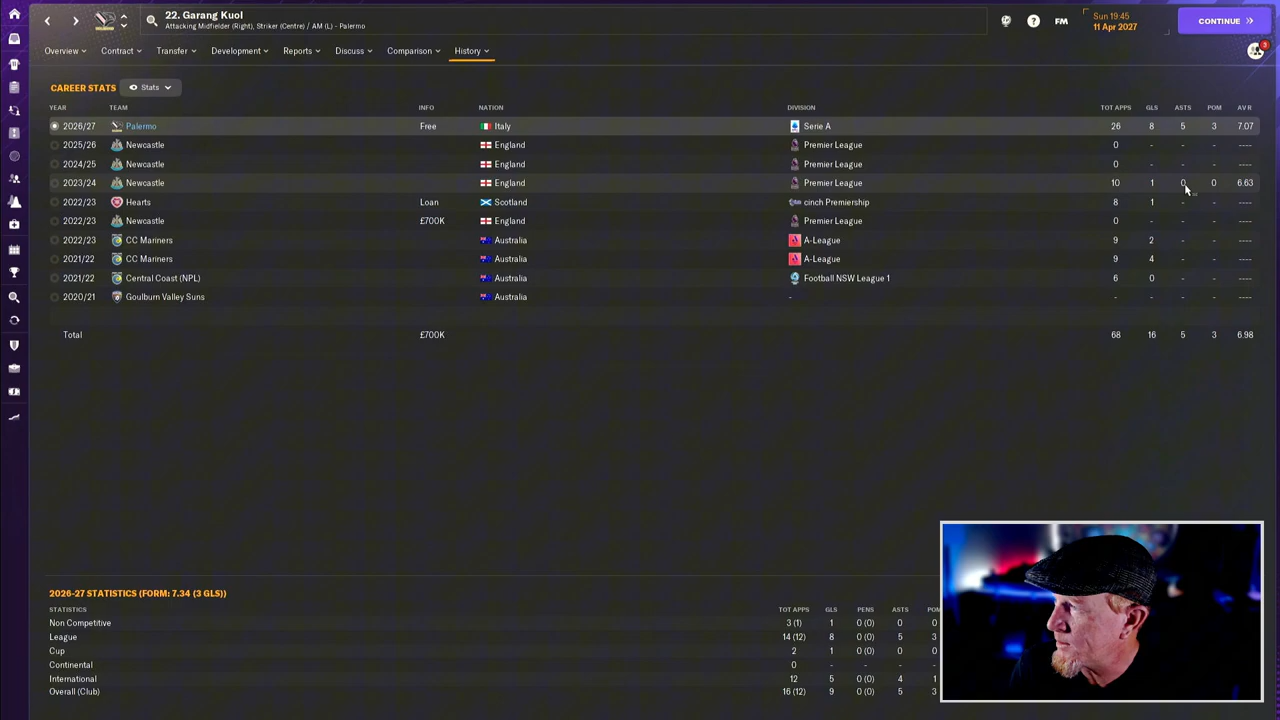 22. Garang Kuol
Attacking Midfielder (Right), Striker (Centre) / AM (L) - Palermo
FM
Sun 19:45
11 Apr 2027
CONTINUE
Overview Contract Transfer Development Reports Discuss Comparison History
3
CAREER STATS Stats
YEAR TEAM INFO NATION DIVISION TOT APPS GLS ASTS POM AV R
2026/27 Palermo Free Italy Serie A 26 8 5 3 7.07
2025/26 Newcastle England Premier League 0 - - - ----
2024/25 Newcastle England Premier League 0 - - - ----
2023/24 Newcastle England Premier League 10 1 0 0 6.63
2022/23 Hearts Loan Scotland cinch Premiership 8 1 - - ----
2022/23 Newcastle £700K England Premier League 0 - - - ----
2022/23 CC Mariners Australia A-League 9 2 - - ----
2021/22 CC Mariners Australia A-League 9 4 - - ----
2021/22 Central Coast (NPL) Australia Football NSW League 1 6 0 - - ----
2020/21 Goulburn Valley Suns Australia - - - - - ----
Total £700K 68 16 5 3 6.98
2026-27 STATISTICS (FORM: 7.34 (3 GLS))
STATISTICS TOT APPS GLS PENS ASTS POM
Non Competitive 3 (1) 1 0 (0) 0 0
League 14 (12) 8 0 (0) 5 3
Cup 2 1 0 (0) 0 0
Continental 0 - - - -
International 12 5 0 (0) 4 1
Overall (Club) 16 (12) 9 0 (0) 5 3